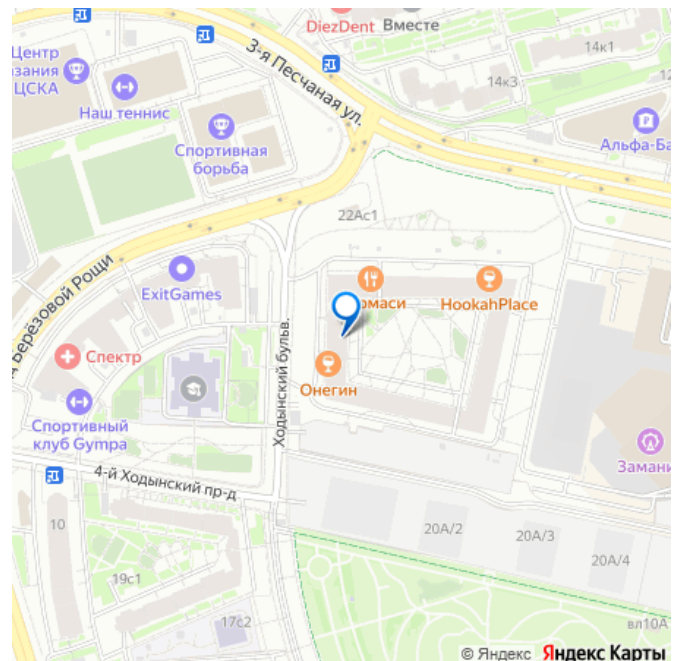 DiezDent
Вместе
14к1
3-я Песчаная ул.
Центр
зания
ЦСКА
14к3
Наш теннис
Спортивная
борьба
Альфа-Ба
22Ас1
ExitGames
омаси
HookahPlace
Берёзовой Рощи
Спектр
Онегин
Ходынский бульв.
Спортивный
клуб Gympa
Замани
4-й Ходынский пр-д
10
20А/2
20А/3
20А/4
19с1
17с2
вл10А
© Яндекс Яндекс Карты